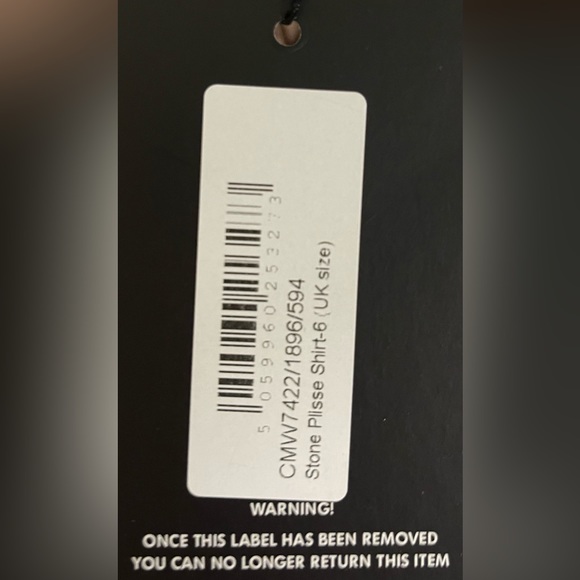 5 059960 253273
CMW7422/1896/594
Stone Plisse Shirt-6 (UK size)
WARNING!
ONCE THIS LABEL HAS BEEN REMOVED
YOU CAN NO LONGER RETURN THIS ITEM